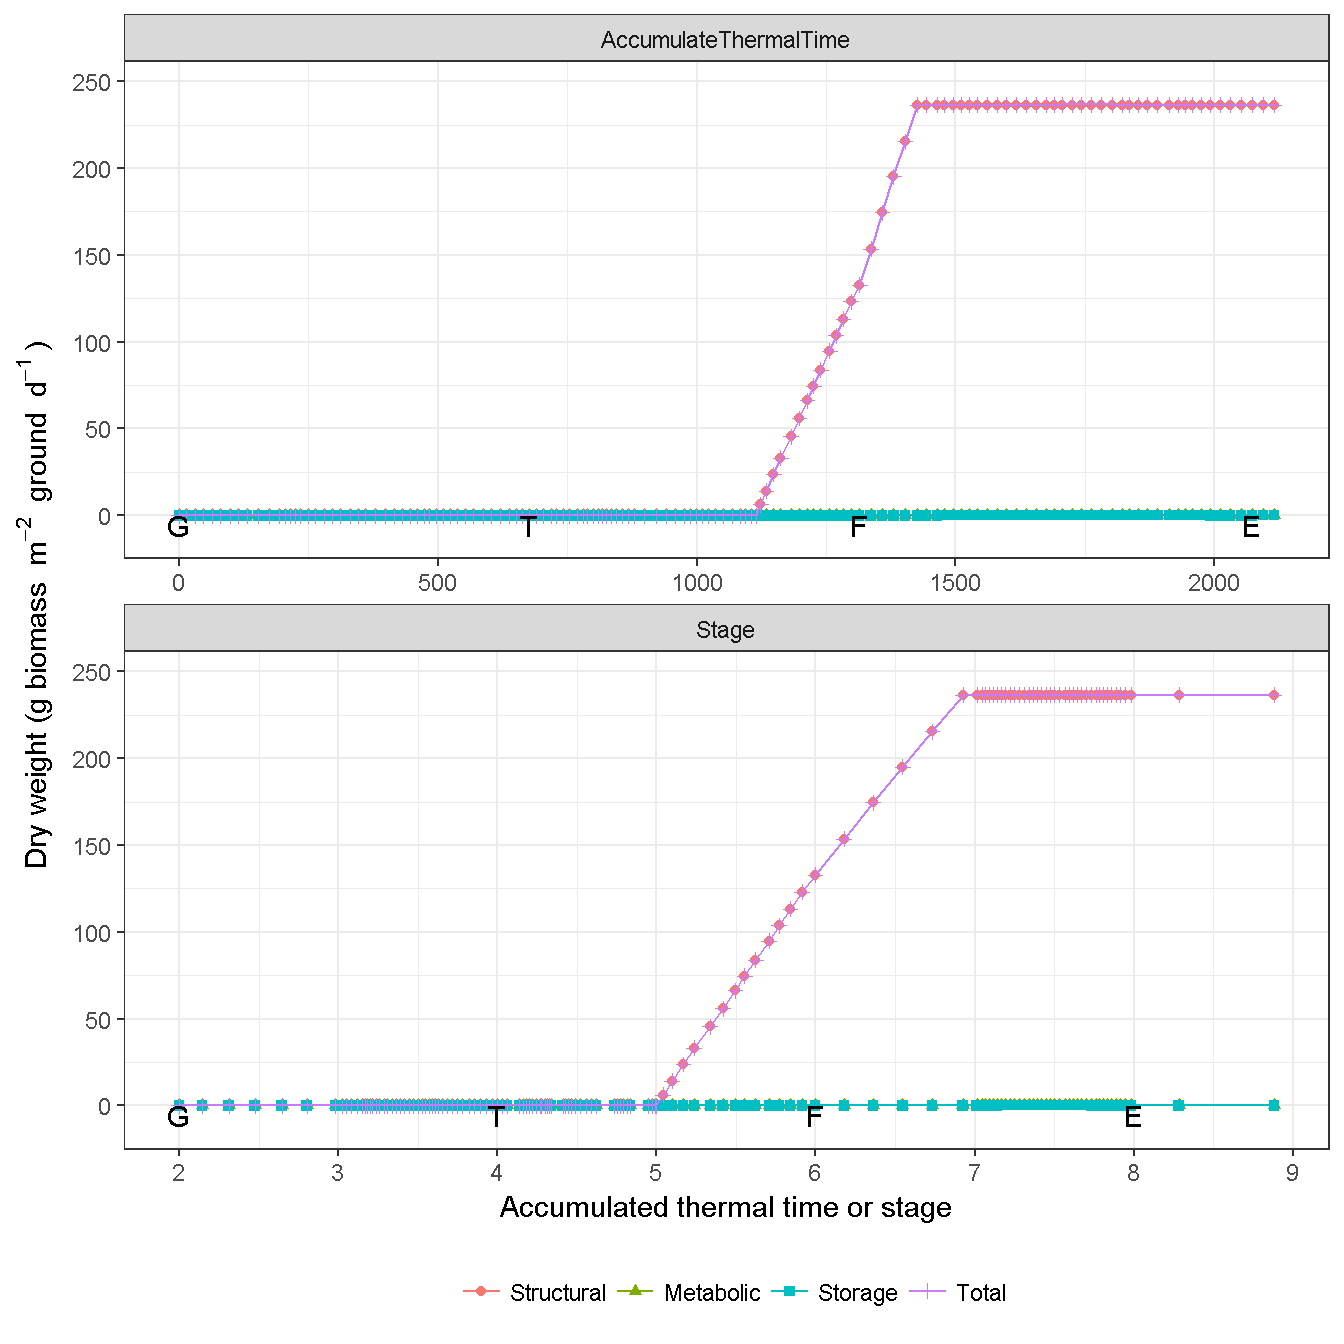 AccumulateThermalTime
250
200
150
100
50
0
G T F E
0 500 1000 1500 2000
Stage
250
200
150
100
50
0
G T F E
2 3 4 5 6 7 8 9
Accumulated thermal time or stage
Dry weight (g biomass m⁻² ground d⁻¹ )
Structural Metabolic Storage Total